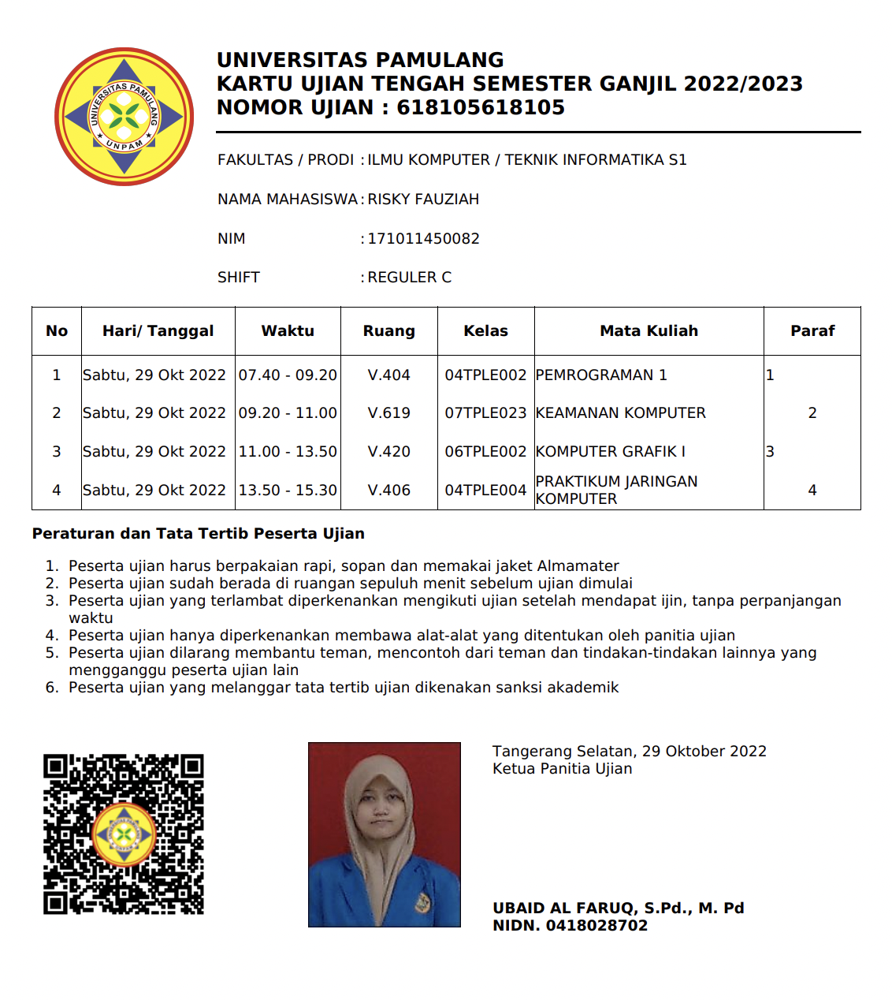 UNIVERSITAS PAMULANG
UNPAM
UNIVERSITAS PAMULANG
KARTU UJIAN TENGAH SEMESTER GANJIL 2022/2023
NOMOR UJIAN : 618105618105
FAKULTAS / PRODI : ILMU KOMPUTER / TEKNIK INFORMATIKA S1
NAMA MAHASISWA : RISKY FAUZIAH
NIM : 171011450082
SHIFT : REGULER C
No Hari/ Tanggal Waktu Ruang Kelas Mata Kuliah Paraf
1 Sabtu, 29 Okt 2022 07.40 - 09.20 V.404 04TPLE002 PEMROGRAMAN 1 1
2 Sabtu, 29 Okt 2022 09.20 - 11.00 V.619 07TPLE023 KEAMANAN KOMPUTER 2
3 Sabtu, 29 Okt 2022 11.00 - 13.50 V.420 06TPLE002 KOMPUTER GRAFIK I 3
4 Sabtu, 29 Okt 2022 13.50 - 15.30 V.406 04TPLE004 PRAKTIKUM JARINGAN KOMPUTER 4
Peraturan dan Tata Tertib Peserta Ujian
1. Peserta ujian harus berpakaian rapi, sopan dan memakai jaket Almamater
2. Peserta ujian sudah berada di ruangan sepuluh menit sebelum ujian dimulai
3. Peserta ujian yang terlambat diperkenankan mengikuti ujian setelah mendapat ijin, tanpa perpanjangan
waktu
4. Peserta ujian hanya diperkenankan membawa alat-alat yang ditentukan oleh panitia ujian
5. Peserta ujian dilarang membantu teman, mencontoh dari teman dan tindakan-tindakan lainnya yang
mengganggu peserta ujian lain
6. Peserta ujian yang melanggar tata tertib ujian dikenakan sanksi akademik
UNIVERSITAS PAMULANG
UNPAM
Tangerang Selatan, 29 Oktober 2022
Ketua Panitia Ujian
UBAID AL FARUQ, S.Pd., M. Pd
NIDN. 0418028702